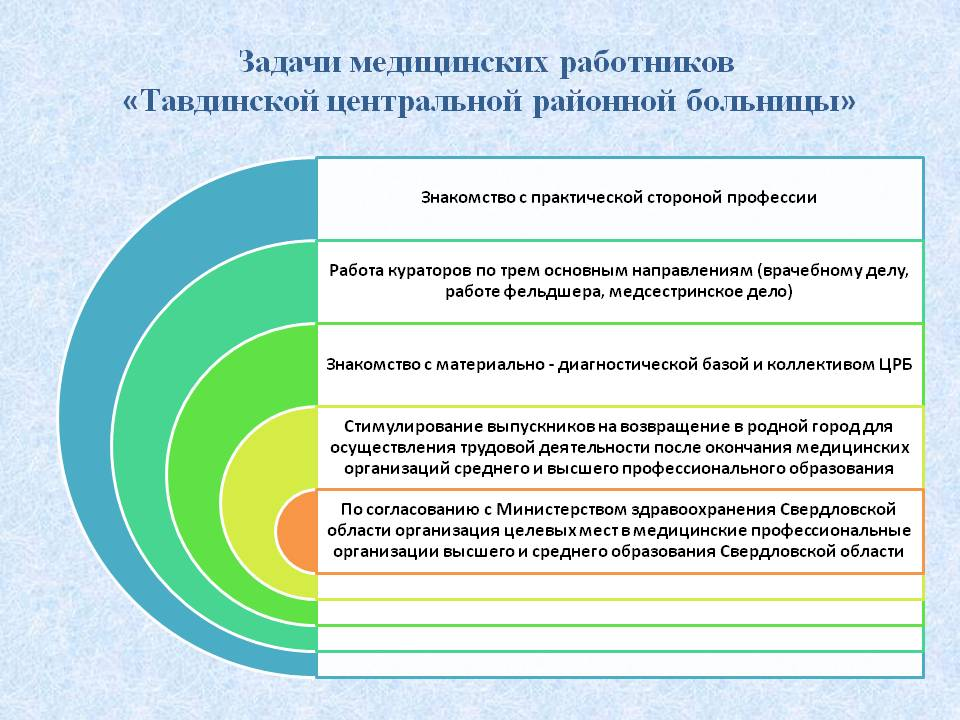 Задачи медицинских работников
«Тавдинской центральной районной больницы»
Знакомство с практической стороной профессии
Работа кураторов по трем основным направлениям (врачебному делу,
работе фельдшера, медсестринское дело)
Знакомство с материально - диагностической базой и коллективом ЦРБ
Стимулирование выпускников на возвращение в родной город для
осуществления трудовой деятельности после окончания медицинских
организаций среднего и высшего профессионального образования
По согласованию с Министерством здравоохранения Свердловской
области организация целевых мест в медицинские профессиональные
организации высшего и среднего образования Свердловской области